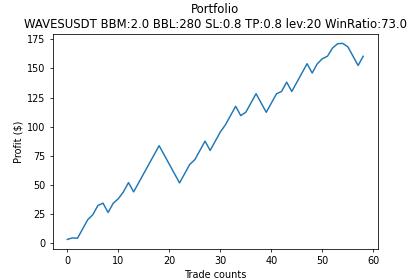 Portfolio
WAVESUSDT BBM:2.0 BBL:280 SL:0.8 TP:0.8 lev:20 WinRatio:73.0
175
150
125
100
75
50
25
0
Profit ($)
0 10 20 30 40 50 60
Trade counts